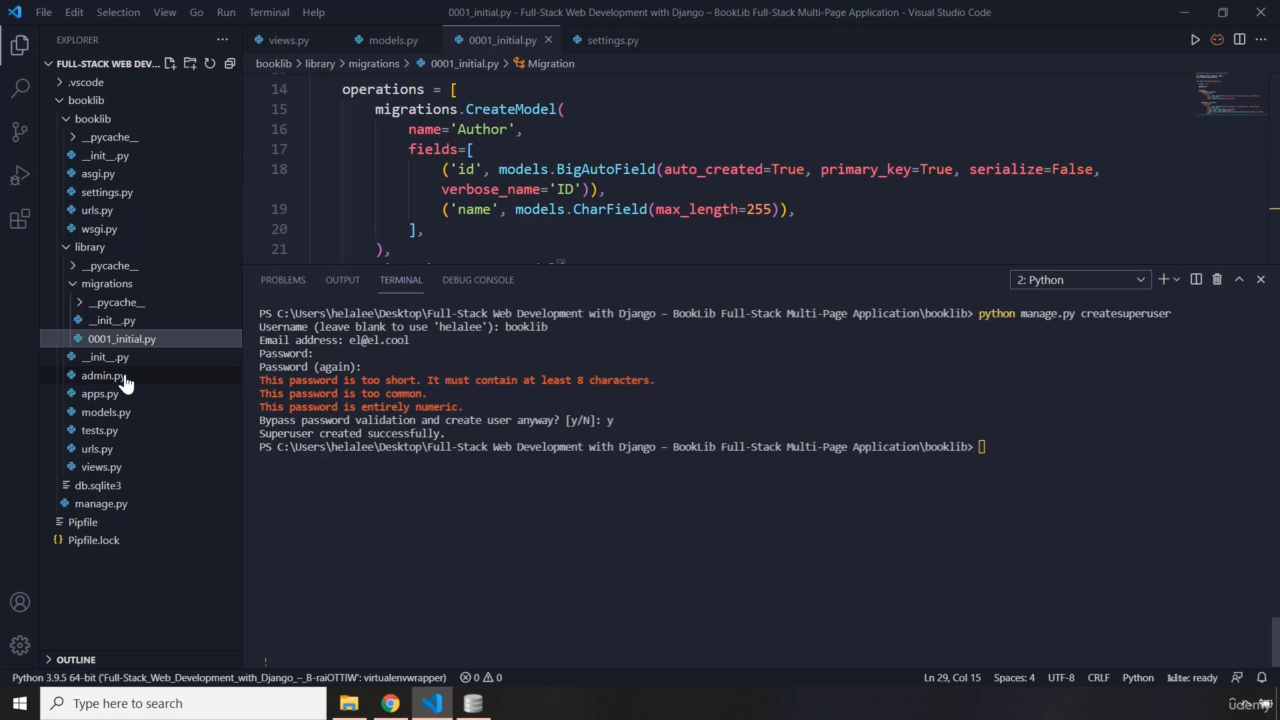 File Edit Selection View Go Run Terminal Help 0001_initial.py - Full-Stack Web Development with Django – BookLib Full-Stack Multi-Page Application - Visual Studio Code
EXPLORER
FULL-STACK WEB DEV...
.vscode
booklib
booklib
__pycache__
__init__.py
asgi.py
settings.py
urls.py
wsgi.py
library
__pycache__
migrations
__pycache__
__init__.py
0001_initial.py
__init__.py
admin.py
apps.py
models.py
tests.py
urls.py
views.py
db.sqlite3
manage.py
Pipfile
Pipfile.lock
OUTLINE
views.py models.py 0001_initial.py settings.py
booklib > library > migrations > 0001_initial.py > Migration
14 operations = [
15 migrations.CreateModel(
16 name='Author',
17 fields=[
18 ('id', models.BigAutoField(auto_created=True, primary_key=True, serialize=False,
verbose_name='ID')),
19 ('name', models.CharField(max_length=255)),
20 ],
21 ),
PROBLEMS OUTPUT TERMINAL DEBUG CONSOLE 2: Python
PS C:\Users\helalee\Desktop\Full-Stack Web Development with Django – BookLib Full-Stack Multi-Page Application\booklib> python manage.py createsuperuser
Username (leave blank to use 'helalee'): booklib
Email address: el@el.cool
Password:
Password (again):
This password is too short. It must contain at least 8 characters.
This password is too common.
This password is entirely numeric.
Bypass password validation and create user anyway? [y/N]: y
Superuser created successfully.
PS C:\Users\helalee\Desktop\Full-Stack Web Development with Django – BookLib Full-Stack Multi-Page Application\booklib>
Python 3.9.5 64-bit ('Full-Stack_Web_Development_with_Django_–_B-raiOTTIW': virtualenvwrapper) 0 0 Ln 29, Col 15 Spaces: 4 UTF-8 CRLF Python kite: ready
Type here to search
Udemy